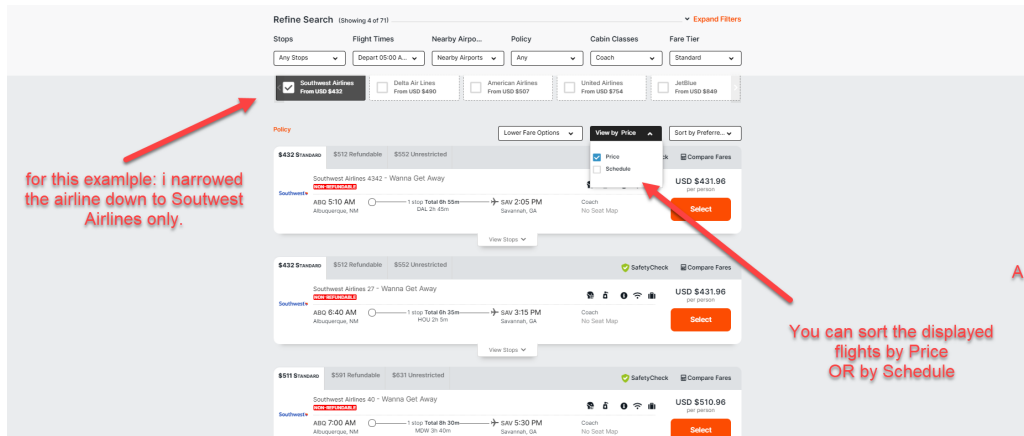 Refine Search (Showing 4 of 71)
Expand Filters
Stops Flight Times Nearby Airpo... Policy Cabin Classes Fare Tier
Any Stops Depart 05:00 A... Nearby Airports Any Coach Standard
Southwest Airlines Delta Air Lines American Airlines United Airlines JetBlue
From USD $432 From USD $490 From USD $507 From USD $754 From USD $849
Policy
Lower Fare Options View by Price Sort by Preferre...
Price
Schedule
$432 STANDARD $512 Refundable $552 Unrestricted Compare Fares
Southwest Airlines 4342 - Wanna Get Away
NON-REFUNDABLE
Southwest
USD $431.96
per person
ABQ 5:10 AM 1 stop Total 6h 55m SAV 2:05 PM Coach
Albuquerque, NM DAL 2h 45m Savannah, GA No Seat Map
Select
View Stops
$432 STANDARD $512 Refundable $552 Unrestricted SafetyCheck Compare Fares
Southwest Airlines 27 - Wanna Get Away
NON-REFUNDABLE
Southwest
USD $431.96
per person
ABQ 6:40 AM 1 stop Total 6h 35m SAV 3:15 PM Coach
Albuquerque, NM HOU 2h 5m Savannah, GA No Seat Map
Select
View Stops
$511 STANDARD $591 Refundable $631 Unrestricted SafetyCheck Compare Fares
Southwest Airlines 40 - Wanna Get Away
NON-REFUNDABLE
Southwest
USD $510.96
per person
ABQ 7:00 AM 1 stop Total 8h 30m SAV 5:30 PM Coach
Albuquerque, NM MDW 3h 40m Savannah, GA No Seat Map
Select
for this examlple: i narrowed
the airline down to Soutwest
Airlines only.
You can sort the displayed
flights by Price
OR by Schedule
A